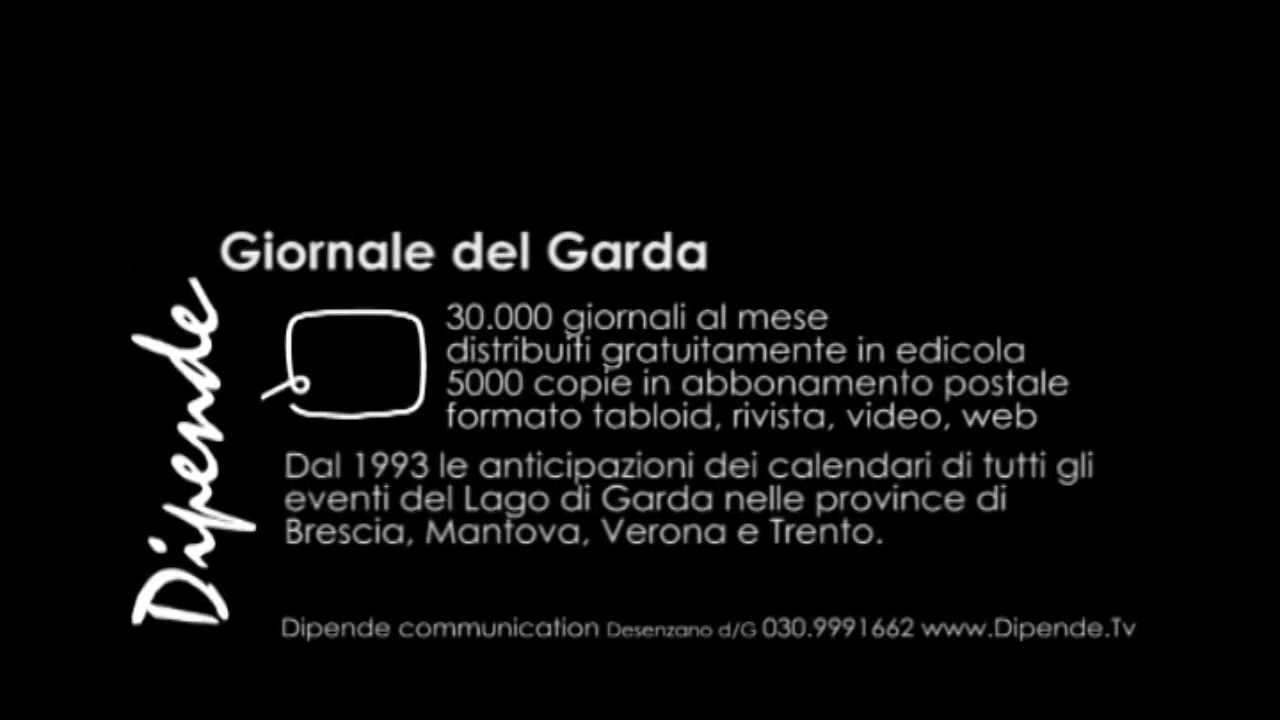 Giornale del Garda
Dipende
30.000 giornali al mese
distribuiti gratuitamente in edicola
5000 copie in abbonamento postale
formato tabloid, rivista, video, web
Dal 1993 le anticipazioni dei calendari di tutti gli
eventi del Lago di Garda nelle province di
Brescia, Mantova, Verona e Trento.
Dipende communication Desenzano d/G 030.9991662 www.Dipende.Tv